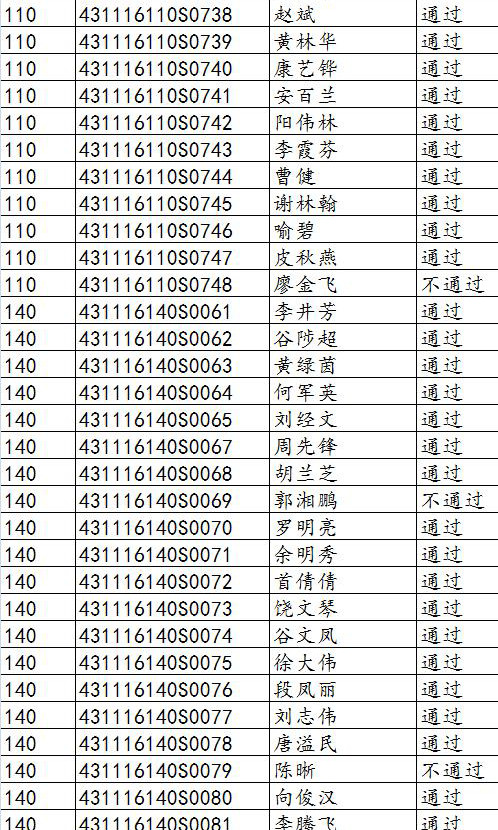 110 431116110S0738 赵斌 通过
110 431116110S0739 黄林华 通过
110 431116110S0740 康艺铧 通过
110 431116110S0741 安百兰 通过
110 431116110S0742 阳伟林 通过
110 431116110S0743 李霞芬 通过
110 431116110S0744 曹健 通过
110 431116110S0745 谢林翰 通过
110 431116110S0746 喻碧 通过
110 431116110S0747 皮秋燕 通过
110 431116110S0748 廖金飞 不通过
140 431116140S0061 李井芳 通过
140 431116140S0062 谷陟超 通过
140 431116140S0063 黄绿茵 通过
140 431116140S0064 何军英 通过
140 431116140S0065 刘经文 通过
140 431116140S0067 周先锋 通过
140 431116140S0068 胡兰芝 通过
140 431116140S0069 郭湘鹏 不通过
140 431116140S0070 罗明亮 通过
140 431116140S0071 余明秀 通过
140 431116140S0072 首倩倩 通过
140 431116140S0073 饶文琴 通过
140 431116140S0074 谷文凤 通过
140 431116140S0075 徐大伟 通过
140 431116140S0076 段凤丽 通过
140 431116140S0077 刘志伟 通过
140 431116140S0078 唐溢民 通过
140 431116140S0079 陈晰 不通过
140 431116140S0080 向俊汉 通过
140 431116140S0081 李腾飞 通过